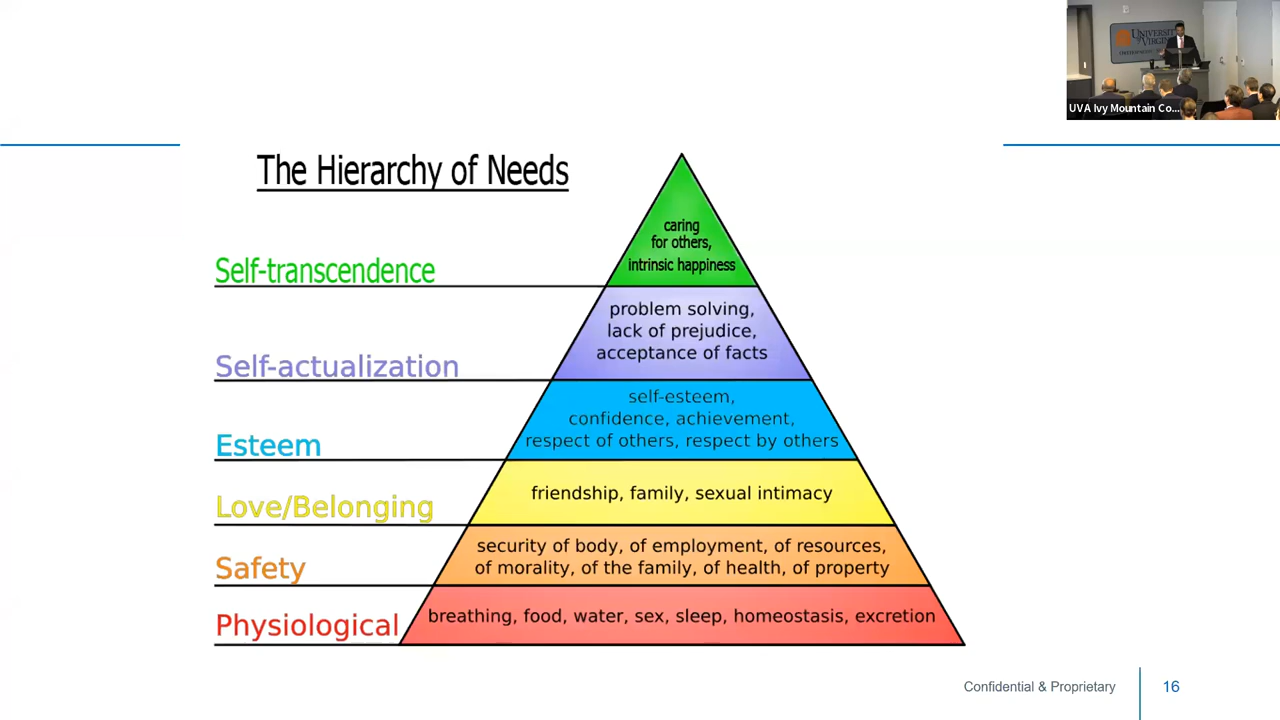 UNIVERSITY
of VIRGINIA
UVA Ivy Mountain Co...
The Hierarchy of Needs
caring
for others,
intrinsic happiness
Self-transcendence
problem solving,
lack of prejudice,
acceptance of facts
Self-actualization
self-esteem,
confidence, achievement,
respect of others, respect by others
Esteem
friendship, family, sexual intimacy
Love/Belonging
security of body, of employment, of resources,
of morality, of the family, of health, of property
Safety
breathing, food, water, sex, sleep, homeostasis, excretion
Physiological
Confidential & Proprietary
16